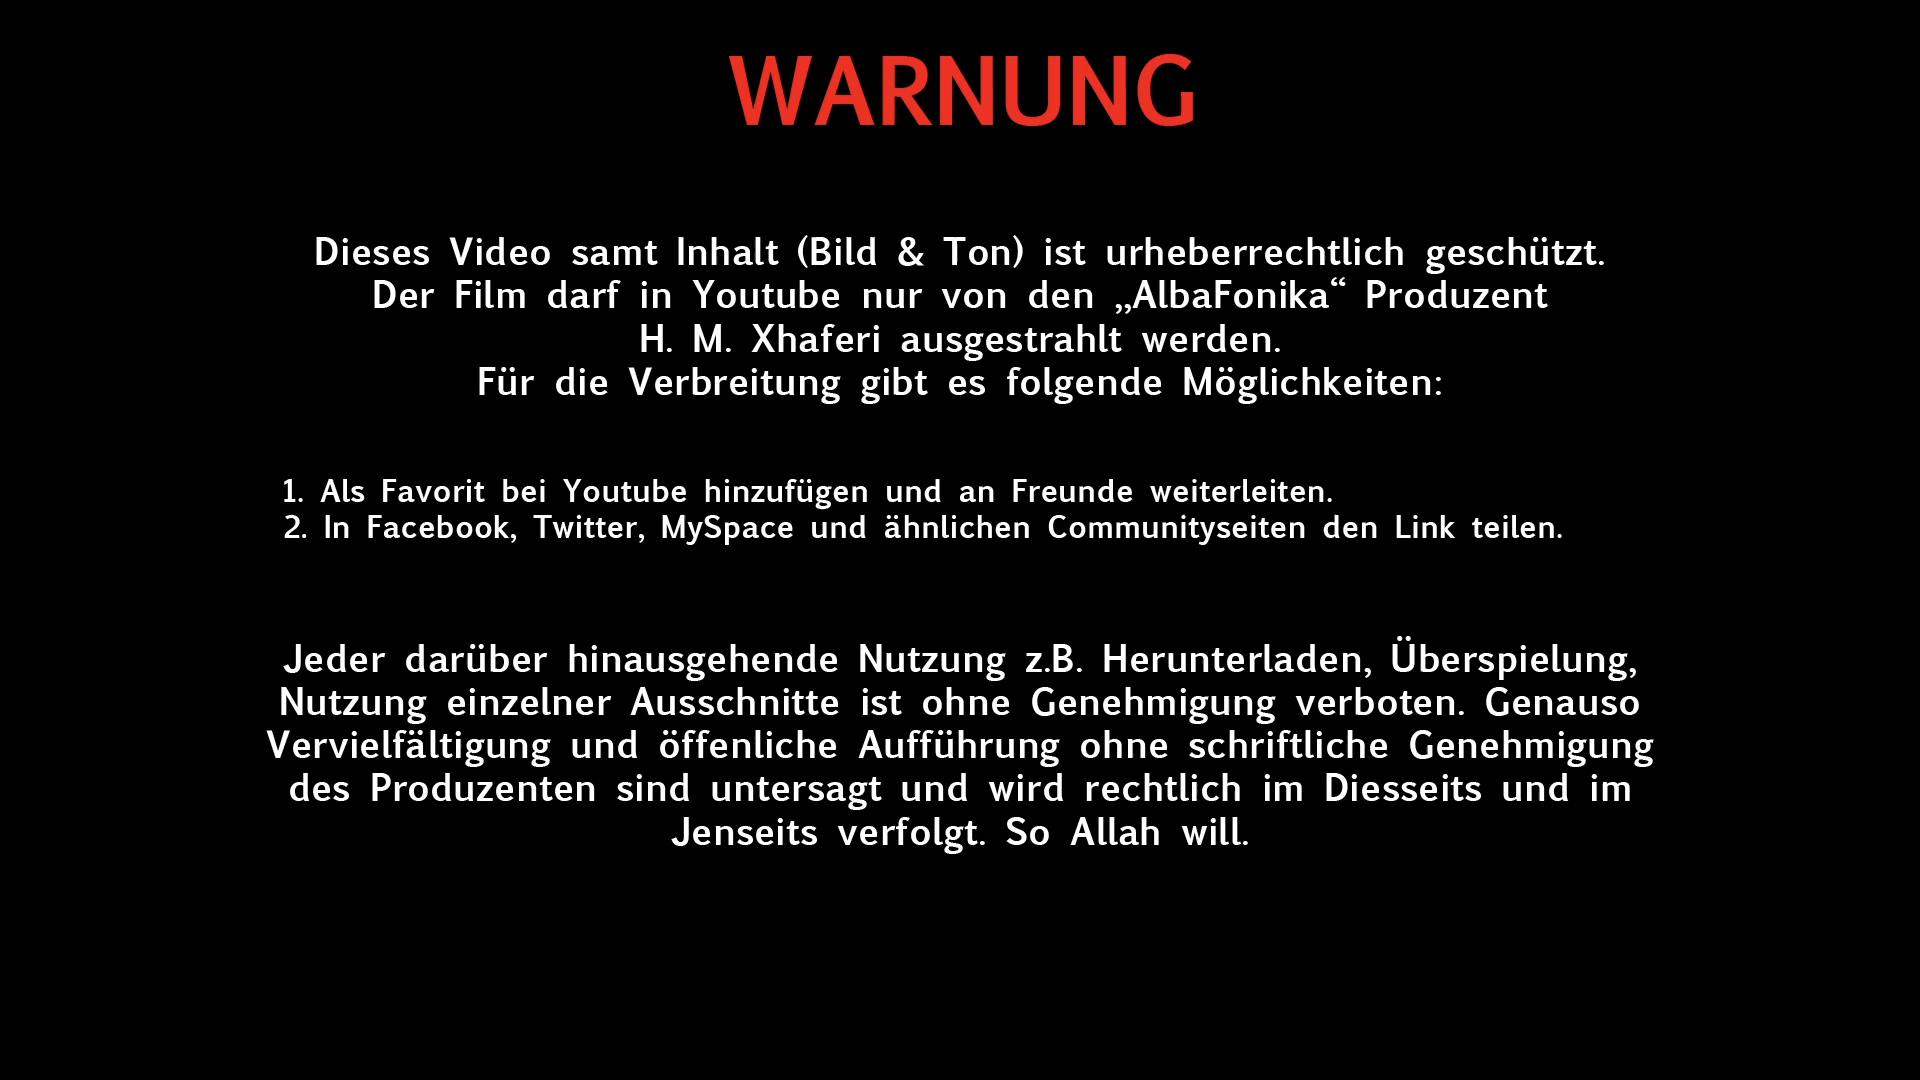 WARNUNG
Dieses Video samt Inhalt (Bild & Ton) ist urheberrechtlich geschützt.
Der Film darf in Youtube nur von den „AlbaFonika“ Produzent
H. M. Xhaferi ausgestrahlt werden.
Für die Verbreitung gibt es folgende Möglichkeiten:
1. Als Favorit bei Youtube hinzufügen und an Freunde weiterleiten.
2. In Facebook, Twitter, MySpace und ähnlichen Communityseiten den Link teilen.
Jeder darüber hinausgehende Nutzung z.B. Herunterladen, Überspielung,
Nutzung einzelner Ausschnitte ist ohne Genehmigung verboten. Genauso
Vervielfältigung und öffenliche Aufführung ohne schriftliche Genehmigung
des Produzenten sind untersagt und wird rechtlich im Diesseits und im
Jenseits verfolgt. So Allah will.